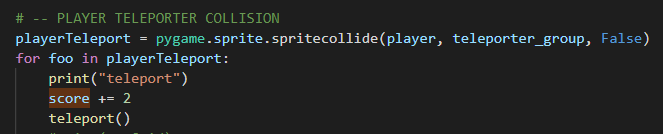 # -- PLAYER TELEPORTER COLLISION
playerTeleport = pygame.sprite.spritecollide(player, teleporter_group, False)
for foo in playerTeleport:
    print("teleport")
    score += 2
    teleport()